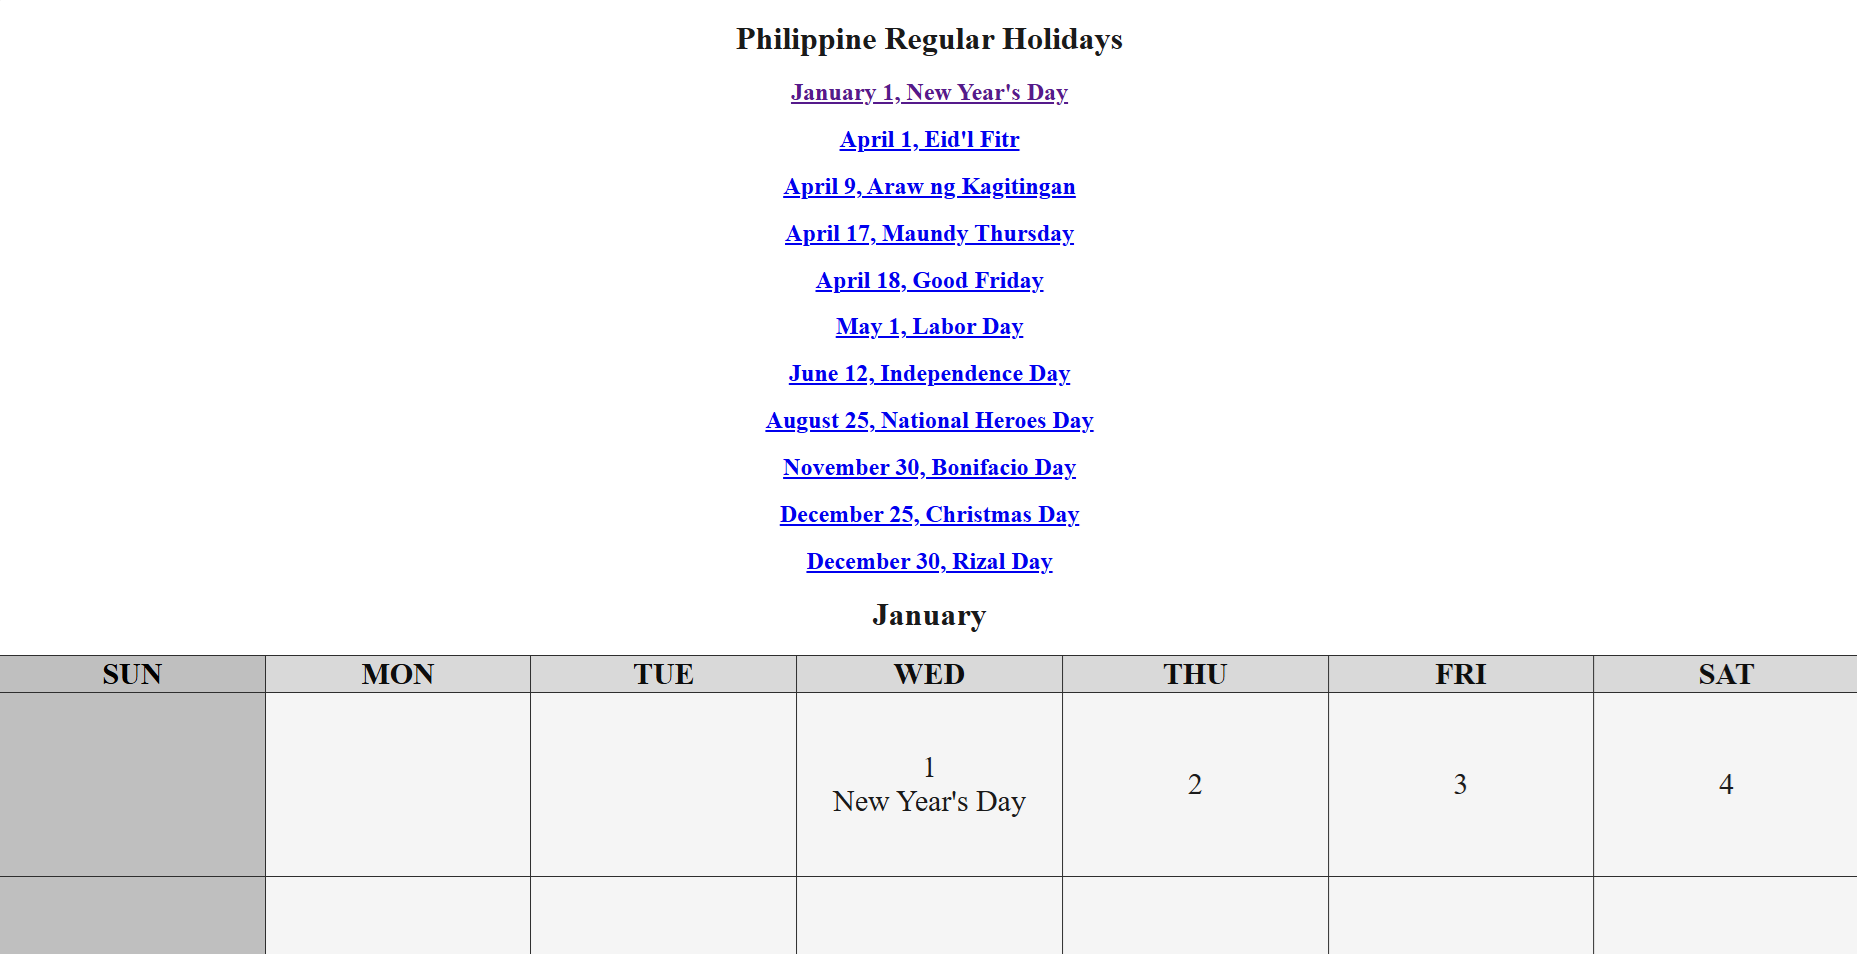 Philippine Regular Holidays
January 1, New Year's Day
April 1, Eid'l Fitr
April 9, Araw ng Kagitingan
April 17, Maundy Thursday
April 18, Good Friday
May 1, Labor Day
June 12, Independence Day
August 25, National Heroes Day
November 30, Bonifacio Day
December 25, Christmas Day
December 30, Rizal Day
January
SUN MON TUE WED THU FRI SAT
1 2 3 4
New Year's Day